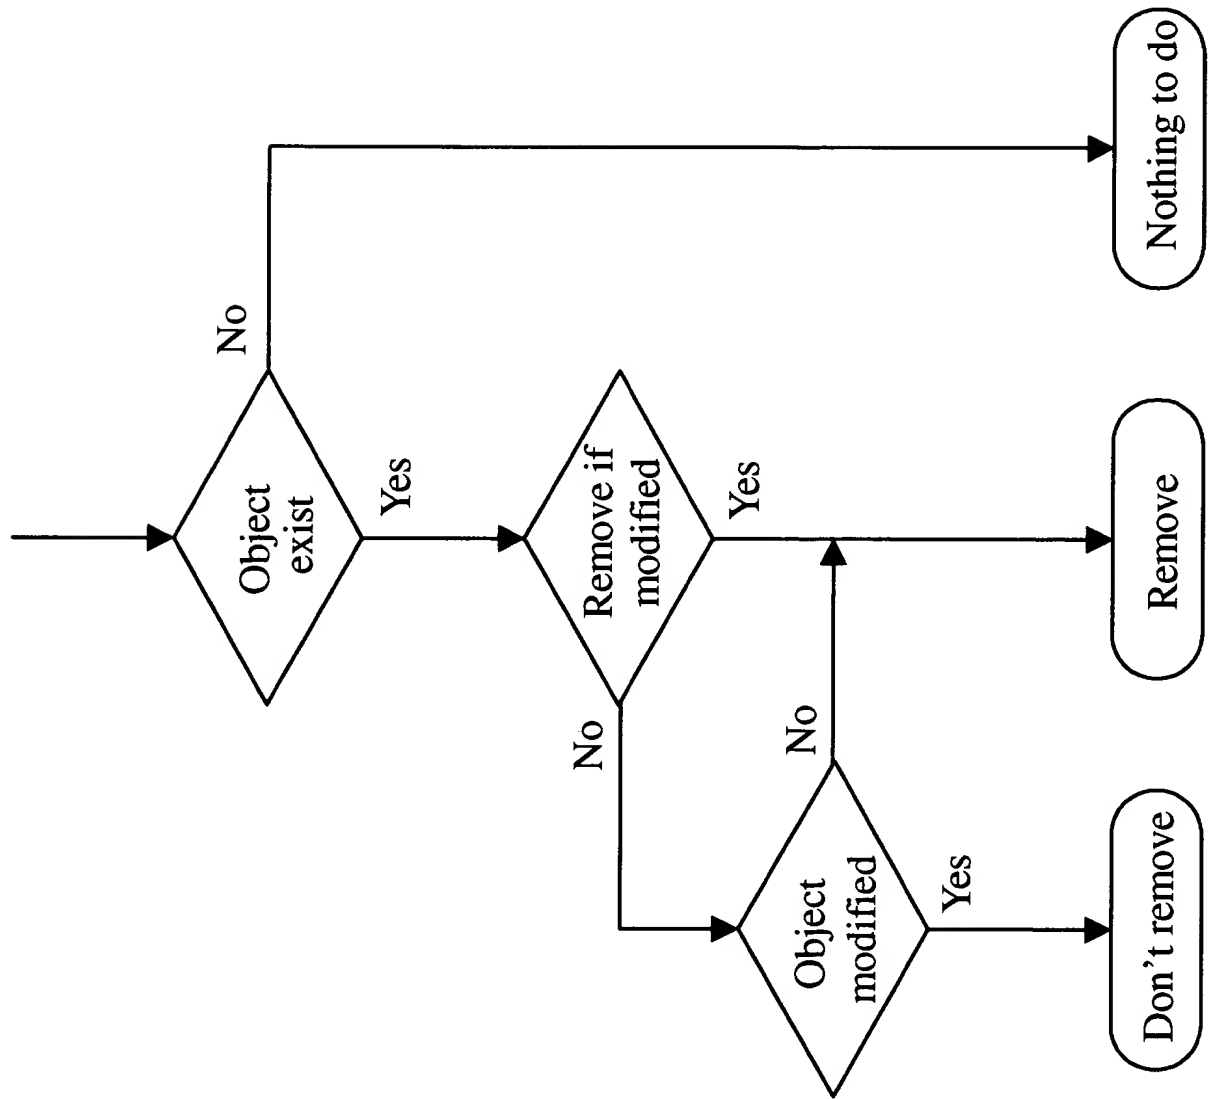 Object
exist
No
Yes
Remove if
modified
No
Yes
Object
modified
No
Yes
Don't remove
Remove
Nothing to do